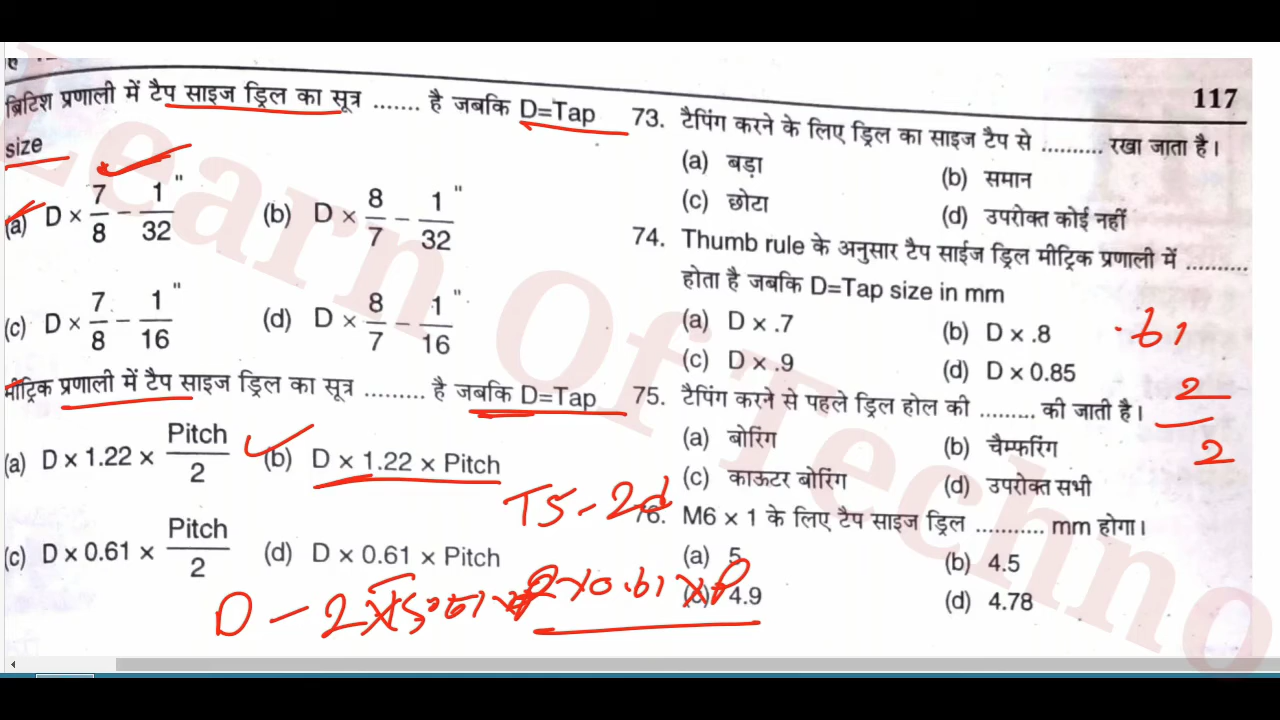 117
ब्रिटिश प्रणाली में टैप साइज ड्रिल का सूत्र ....... है जबकि D=Tap
size
(a) D × 7/8 − 1/32"
(b) D × 8/7 − 1/32"
(c) D × 7/8 − 1/16"
(d) D × 8/7 − 1/16"
मीट्रिक प्रणाली में टैप साइज ड्रिल का सूत्र ......... है जबकि D=Tap
(a) D × 1.22 × Pitch/2
(b) D × 1.22 × Pitch
(c) D × 0.61 × Pitch/2
(d) D × 0.61 × Pitch
TS - 2d
D - 2
2 × 0.61 × P
73. टैपिंग करने के लिए ड्रिल का साइज टैप से .......... रखा जाता है।
(a) बड़ा
(b) समान
(c) छोटा
(d) उपरोक्त कोई नहीं
74. Thumb rule के अनुसार टैप साईज ड्रिल मीट्रिक प्रणाली में ..........
होता है जबकि D=Tap size in mm
(a) D × .7
(b) D × .8
(c) D × .9
(d) D × 0.85
.61
2
2
75. टैपिंग करने से पहले ड्रिल होल की ......... की जाती है।
(a) बोरिंग
(b) चैम्फरिंग
(c) काऊटर बोरिंग
(d) उपरोक्त सभी
76. M6 × 1 के लिए टैप साइज ड्रिल ........... mm होगा।
(a) 5
(b) 4.5
(c) 4.9
(d) 4.78
Learn Of Techno